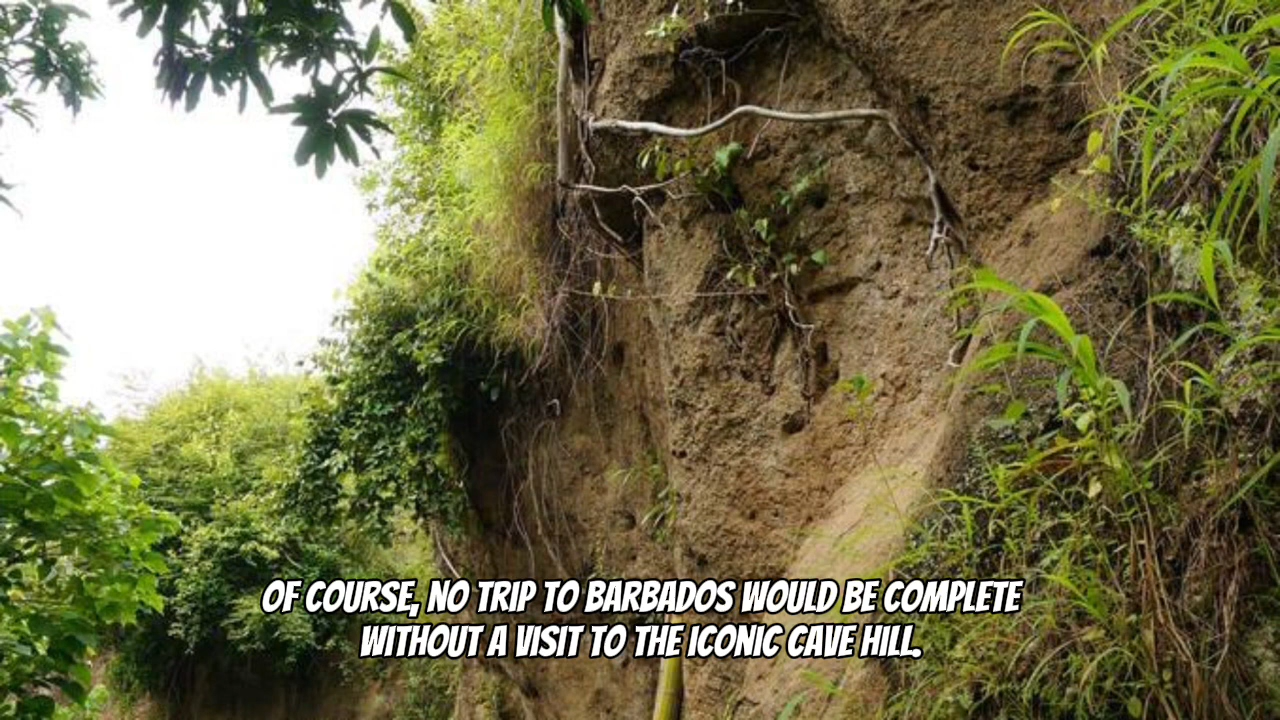 OF COURSE, NO TRIP TO BARBADOS WOULD BE COMPLETE
WITHOUT A VISIT TO THE ICONIC CAVE HILL.